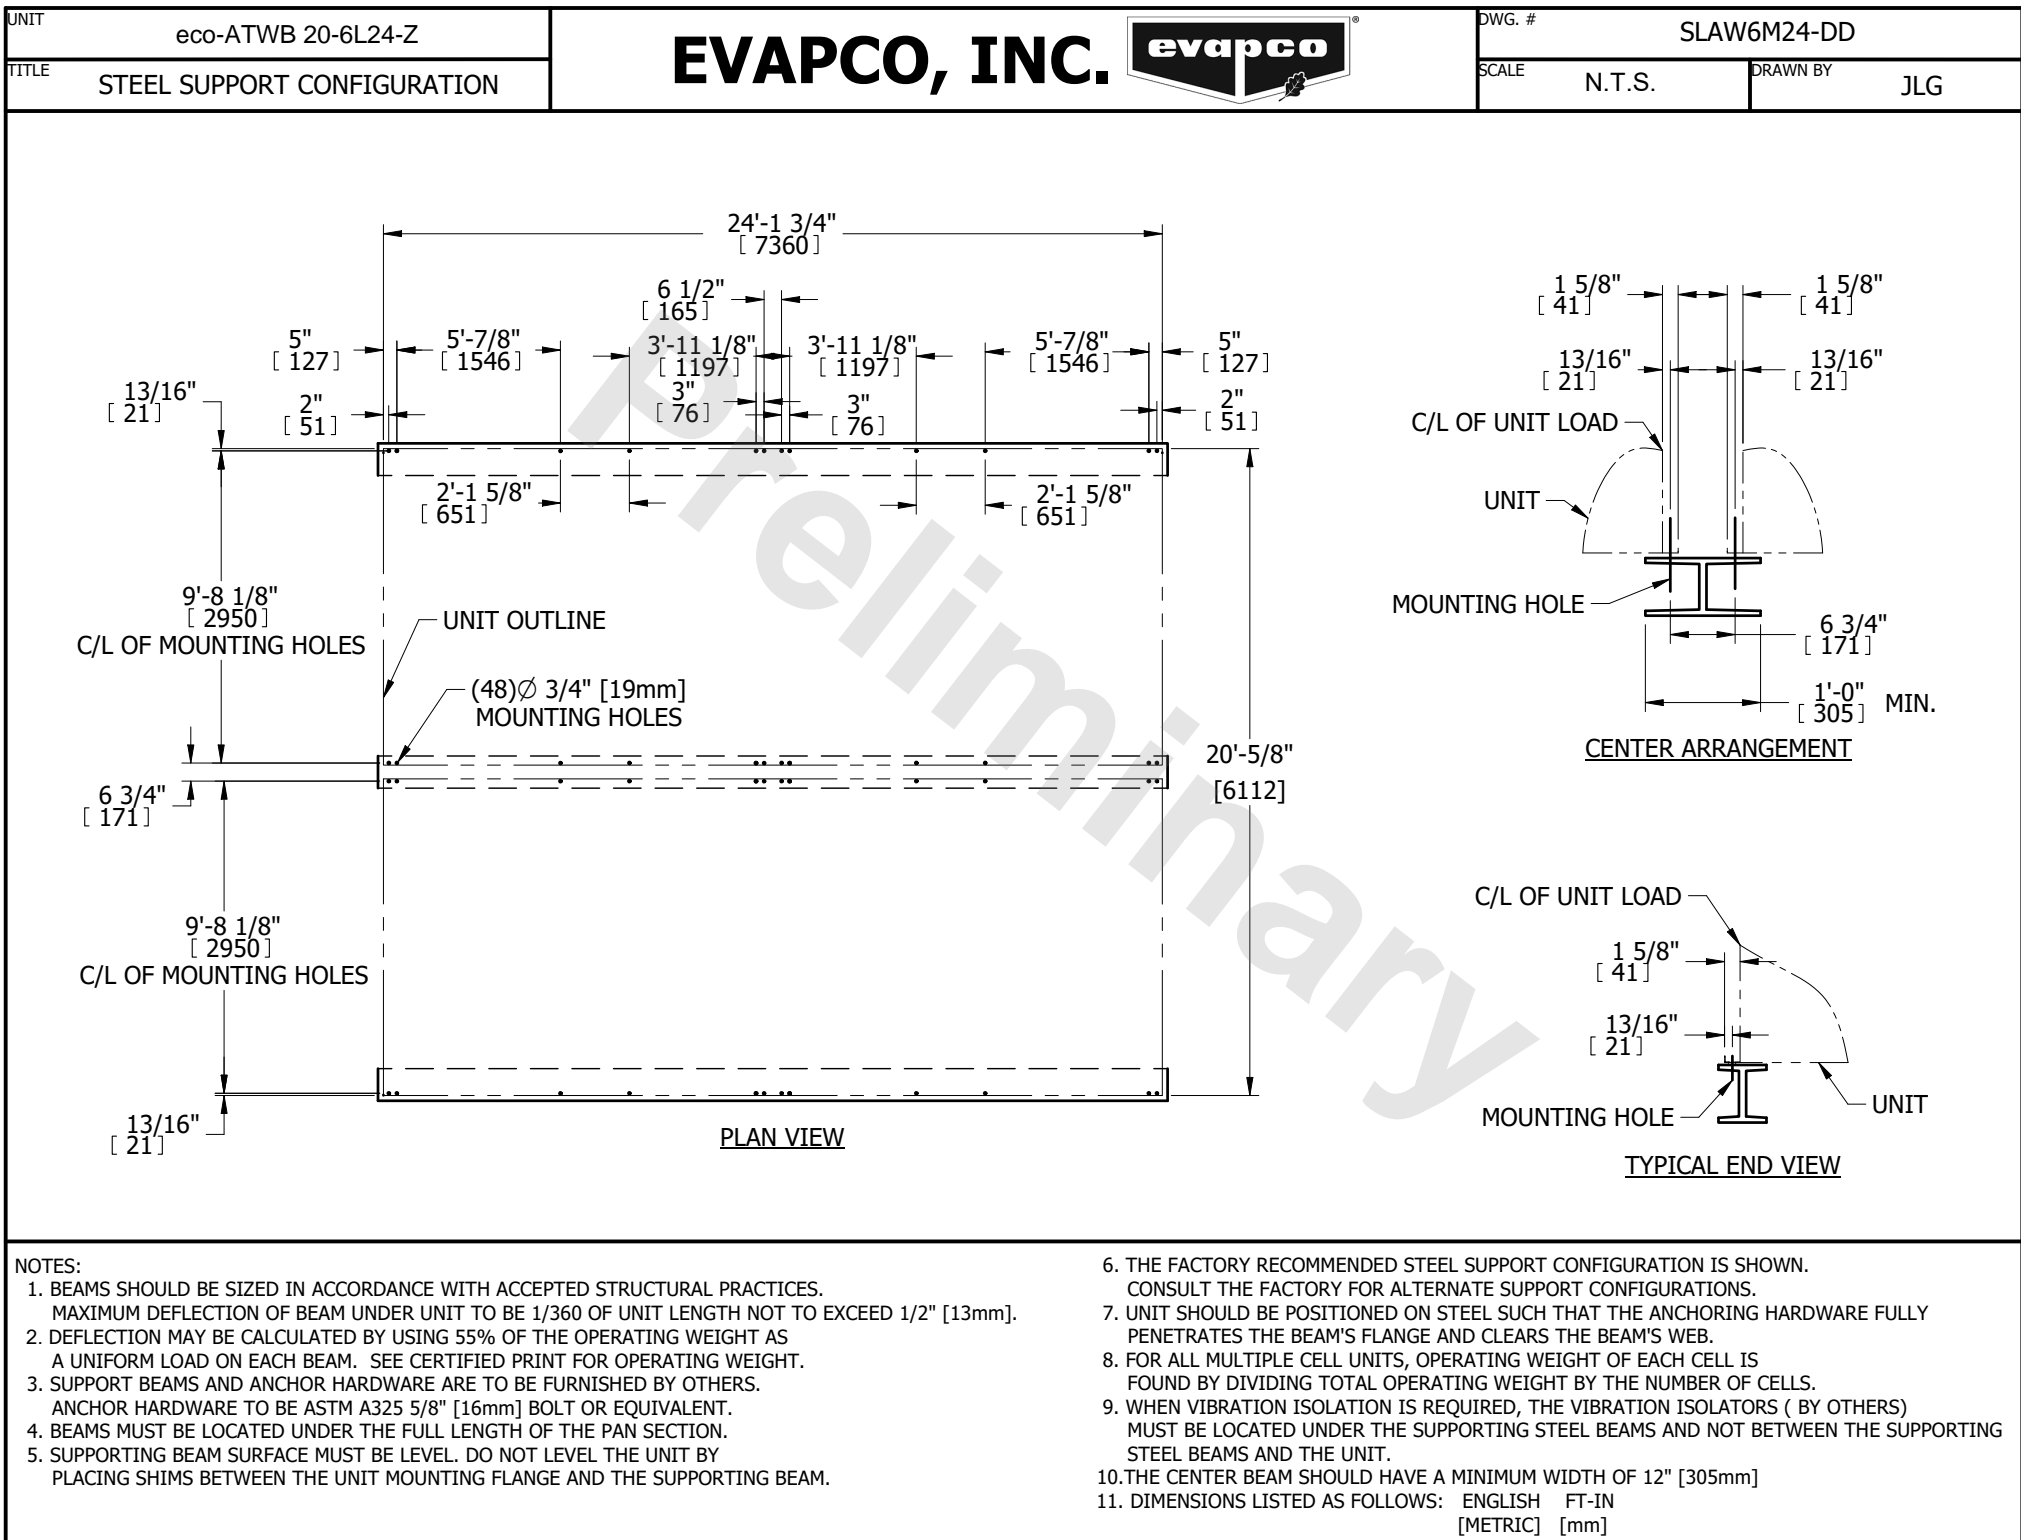 UNIT
eco-ATWB 20-6L24-Z
TITLE
STEEL SUPPORT CONFIGURATION
EVAPCO, INC.
evapco
®
DWG. #
SLAW6M24-DD
SCALE
N.T.S.
DRAWN BY
JLG
24'-1 3/4"
[ 7360 ]
6 1/2"
[ 165 ]
5"
[ 127 ]
5'-7/8"
[ 1546 ]
3'-11 1/8"
[ 1197 ]
3'-11 1/8"
[ 1197 ]
5'-7/8"
[ 1546 ]
5"
[ 127 ]
13/16"
[ 21 ]
2"
[ 51 ]
3"
[ 76 ]
3"
[ 76 ]
2"
[ 51 ]
2'-1 5/8"
[ 651 ]
2'-1 5/8"
[ 651 ]
9'-8 1/8"
[ 2950 ]
C/L OF MOUNTING HOLES
UNIT OUTLINE
(48)∅ 3/4" [19mm]
MOUNTING HOLES
6 3/4"
[ 171 ]
20'-5/8"
[6112]
9'-8 1/8"
[ 2950 ]
C/L OF MOUNTING HOLES
13/16"
[ 21 ]
PLAN VIEW
Preliminary
1 5/8"
[ 41 ]
1 5/8"
[ 41 ]
13/16"
[ 21 ]
13/16"
[ 21 ]
C/L OF UNIT LOAD
UNIT
MOUNTING HOLE
6 3/4"
[ 171 ]
1'-0"
[ 305 ] MIN.
CENTER ARRANGEMENT
C/L OF UNIT LOAD
1 5/8"
[ 41 ]
13/16"
[ 21 ]
MOUNTING HOLE
UNIT
TYPICAL END VIEW
NOTES:
1. BEAMS SHOULD BE SIZED IN ACCORDANCE WITH ACCEPTED STRUCTURAL PRACTICES.
MAXIMUM DEFLECTION OF BEAM UNDER UNIT TO BE 1/360 OF UNIT LENGTH NOT TO EXCEED 1/2" [13mm].
2. DEFLECTION MAY BE CALCULATED BY USING 55% OF THE OPERATING WEIGHT AS
A UNIFORM LOAD ON EACH BEAM. SEE CERTIFIED PRINT FOR OPERATING WEIGHT.
3. SUPPORT BEAMS AND ANCHOR HARDWARE ARE TO BE FURNISHED BY OTHERS.
ANCHOR HARDWARE TO BE ASTM A325 5/8" [16mm] BOLT OR EQUIVALENT.
4. BEAMS MUST BE LOCATED UNDER THE FULL LENGTH OF THE PAN SECTION.
5. SUPPORTING BEAM SURFACE MUST BE LEVEL. DO NOT LEVEL THE UNIT BY
PLACING SHIMS BETWEEN THE UNIT MOUNTING FLANGE AND THE SUPPORTING BEAM.
6. THE FACTORY RECOMMENDED STEEL SUPPORT CONFIGURATION IS SHOWN.
CONSULT THE FACTORY FOR ALTERNATE SUPPORT CONFIGURATIONS.
7. UNIT SHOULD BE POSITIONED ON STEEL SUCH THAT THE ANCHORING HARDWARE FULLY
PENETRATES THE BEAM'S FLANGE AND CLEARS THE BEAM'S WEB.
8. FOR ALL MULTIPLE CELL UNITS, OPERATING WEIGHT OF EACH CELL IS
FOUND BY DIVIDING TOTAL OPERATING WEIGHT BY THE NUMBER OF CELLS.
9. WHEN VIBRATION ISOLATION IS REQUIRED, THE VIBRATION ISOLATORS ( BY OTHERS)
MUST BE LOCATED UNDER THE SUPPORTING STEEL BEAMS AND NOT BETWEEN THE SUPPORTING
STEEL BEAMS AND THE UNIT.
10.THE CENTER BEAM SHOULD HAVE A MINIMUM WIDTH OF 12" [305mm]
11. DIMENSIONS LISTED AS FOLLOWS: ENGLISH FT-IN
[METRIC] [mm]